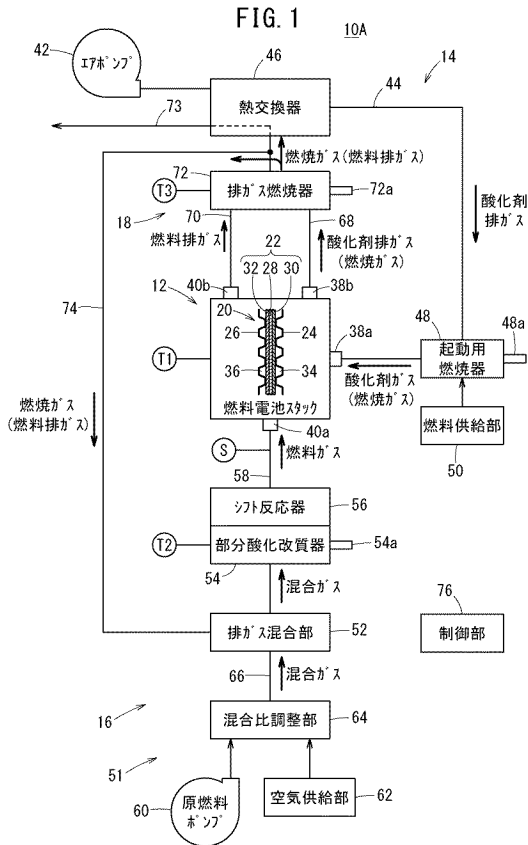 FIG. 1
10A
42
エアポンプ
46
熱交換器
44
14
73
燃焼ガス(燃料排ガス)
72
T3
排ガス燃焼器
72a
18
70
68
酸化剤
排ガス
燃料排ガス
酸化剤排ガス
(燃焼ガス)
22
32 28 30
40b
38b
12
74
20
26
24
38a
48
48a
T1
起動用
燃焼器
36
34
酸化剤ガス
(燃焼ガス)
燃焼ガス
(燃料排ガス)
燃料電池スタック
燃料供給部
50
40a
S
燃料ガス
58
シフト反応器
56
T2
部分酸化改質器
54a
54
混合ガス
76
排ガス混合部
52
制御部
66
混合ガス
16
混合比調整部
64
51
60
原燃料
ポンプ
空気供給部
62